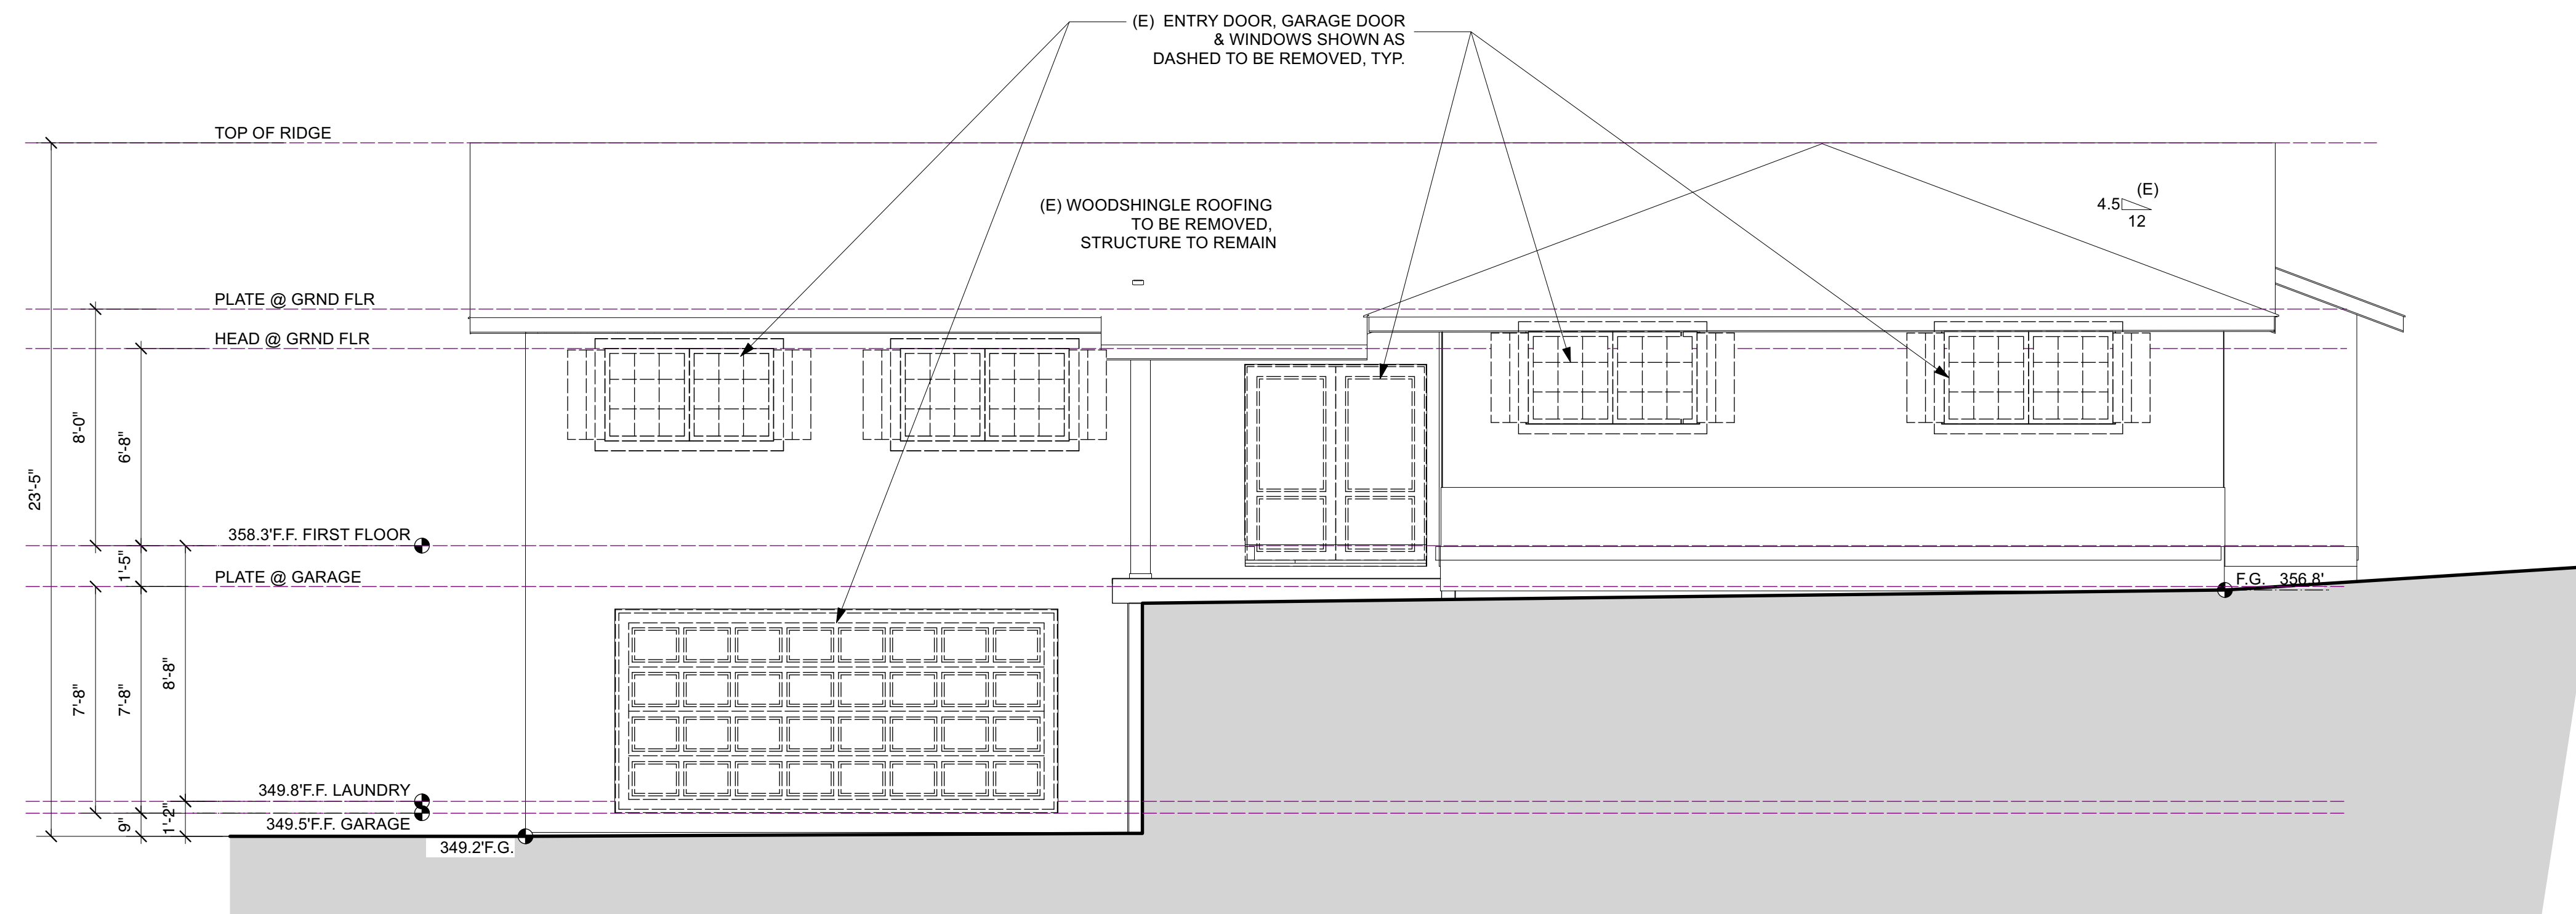 (E) ENTRY DOOR, GARAGE DOOR
& WINDOWS SHOWN AS
DASHED TO BE REMOVED, TYP.
TOP OF RIDGE
(E)
4.5
12
(E) WOODSHINGLE ROOFING
TO BE REMOVED,
STRUCTURE TO REMAIN
PLATE @ GRND FLR
HEAD @ GRND FLR
8'-0"
6'-8"
23'-5"
358.3'F.F. FIRST FLOOR
1'-5"
PLATE @ GARAGE
F.G. 356.8'
8'-8"
7'-8"
7'-8"
349.8'F.F. LAUNDRY
349.5'F.F. GARAGE
9"
1'-2"
349.2'F.G.